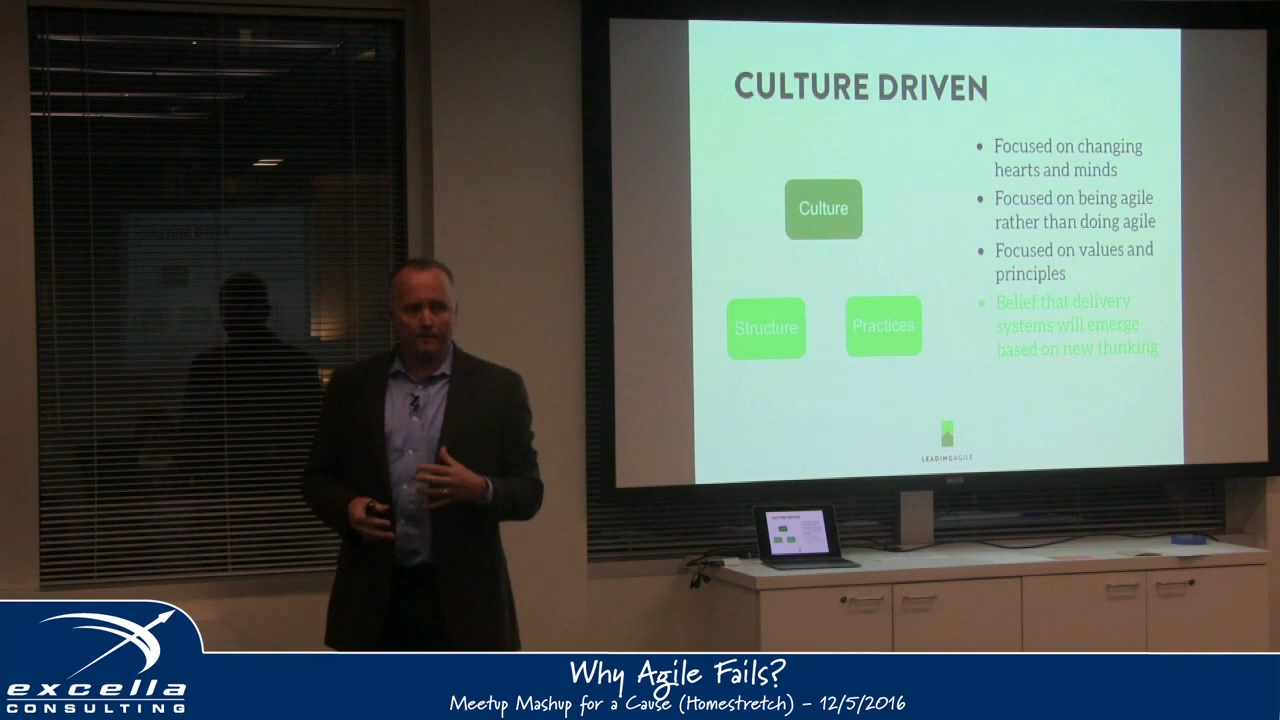 CULTURE DRIVEN
Culture
Structure
Practices
• Focused on changing
hearts and minds
• Focused on being agile
rather than doing agile
• Focused on values and
principles
• Belief that delivery
systems will emerge
based on new thinking
LEADINGAGILE
excella
CONSULTING
Why Agile Fails?
Meetup Mashup for a Cause (Homestretch) - 12/5/2016